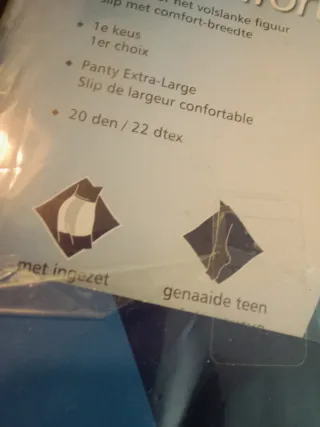 het volslanke figuur
slip met comfort-breedte
• 1e keus
1er choix
• Panty Extra-Large
Slip de largeur confortable
• 20 den / 22 dtex
met ingezet
genaaide teen